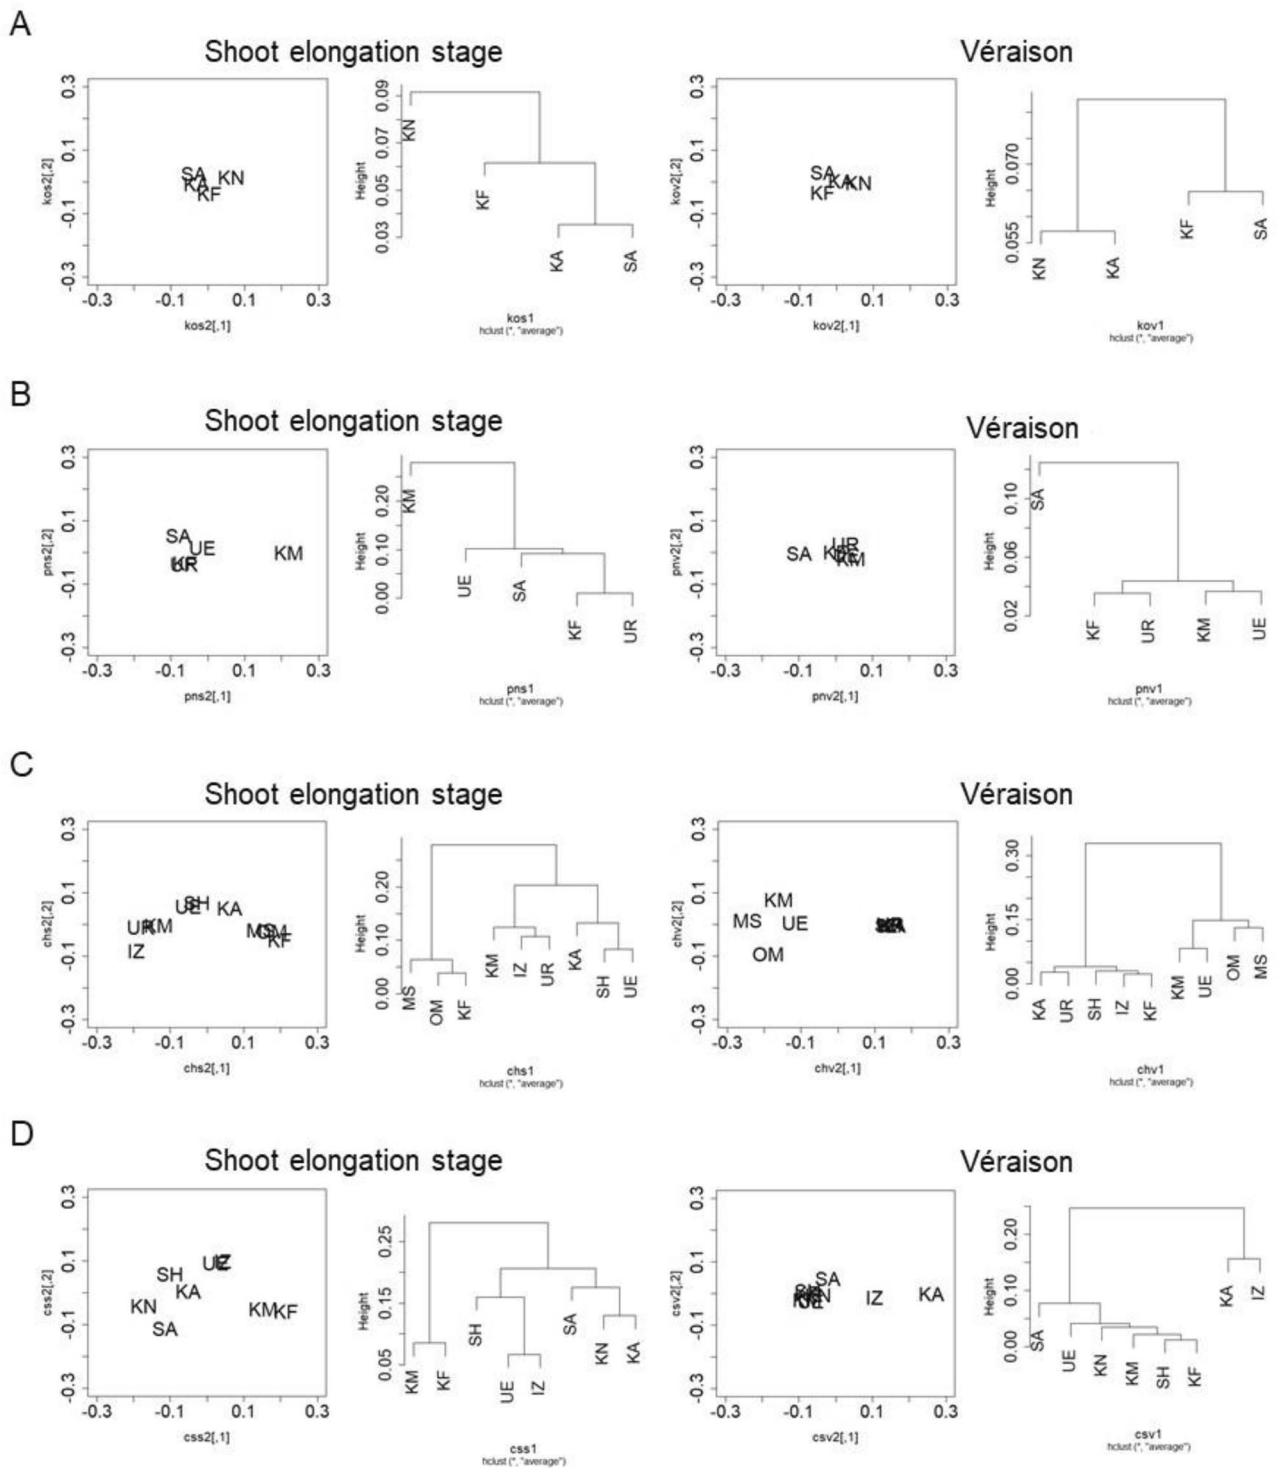 A
Shoot elongation stage
Véraison
0.3
0.1
-0.1
-0.3
kos2[,2]
SA
KA
KN
KF
-0.3
-0.1
0.1
0.3
kos2[,1]
0.09
0.07
0.05
0.03
Height
KN
KF
KA
SA
kos1
hclust (*, "average")
0.3
0.1
-0.1
-0.3
kov2[,2]
SA
KA
KN
KF
-0.3
-0.1
0.1
0.3
kov2[,1]
0.070
0.055
Height
KN
KA
KF
SA
kov1
hclust (*, "average")
B
Shoot elongation stage
Véraison
0.3
0.1
-0.1
-0.3
pns2[,2]
SA
UE
KF
UR
KM
-0.3
-0.1
0.1
0.3
pns2[,1]
0.20
0.10
0.00
Height
KM
UE
SA
KF
UR
pns1
hclust (*, "average")
0.3
0.1
-0.1
-0.3
pnv2[,2]
SA
UR
KM
-0.3
-0.1
0.1
0.3
pnv2[,1]
0.10
0.06
0.02
Height
SA
KF
UR
KM
UE
pnv1
hclust (*, "average")
C
Shoot elongation stage
Véraison
0.3
0.1
-0.1
-0.3
chs2[,2]
UE
SH
KA
UR
KM
IZ
MS
OM
KF
-0.3
-0.1
0.1
0.3
chs2[,1]
0.20
0.10
0.00
Height
MS
OM
KF
KM
IZ
UR
KA
SH
UE
chs1
hclust (*, "average")
0.3
0.1
-0.1
-0.3
chv2[,2]
KM
MS
UE
OM
-0.3
-0.1
0.1
0.3
chv2[,1]
0.30
0.15
0.00
Height
KA
UR
SH
IZ
KF
KM
UE
OM
MS
chv1
hclust (*, "average")
D
Shoot elongation stage
Véraison
0.3
0.1
-0.1
-0.3
css2[,2]
SH
UE
IZ
KA
KN
SA
KM
KF
-0.3
-0.1
0.1
0.3
css2[,1]
0.25
0.15
0.05
Height
KM
KF
SH
UE
IZ
SA
KN
KA
css1
hclust (*, "average")
0.3
0.1
-0.1
-0.3
csv2[,2]
SA
SH
KN
UE
IZ
KA
-0.3
-0.1
0.1
0.3
csv2[,1]
0.20
0.10
0.00
Height
SA
UE
KN
KM
SH
KF
KA
IZ
csv1
hclust (*, "average")